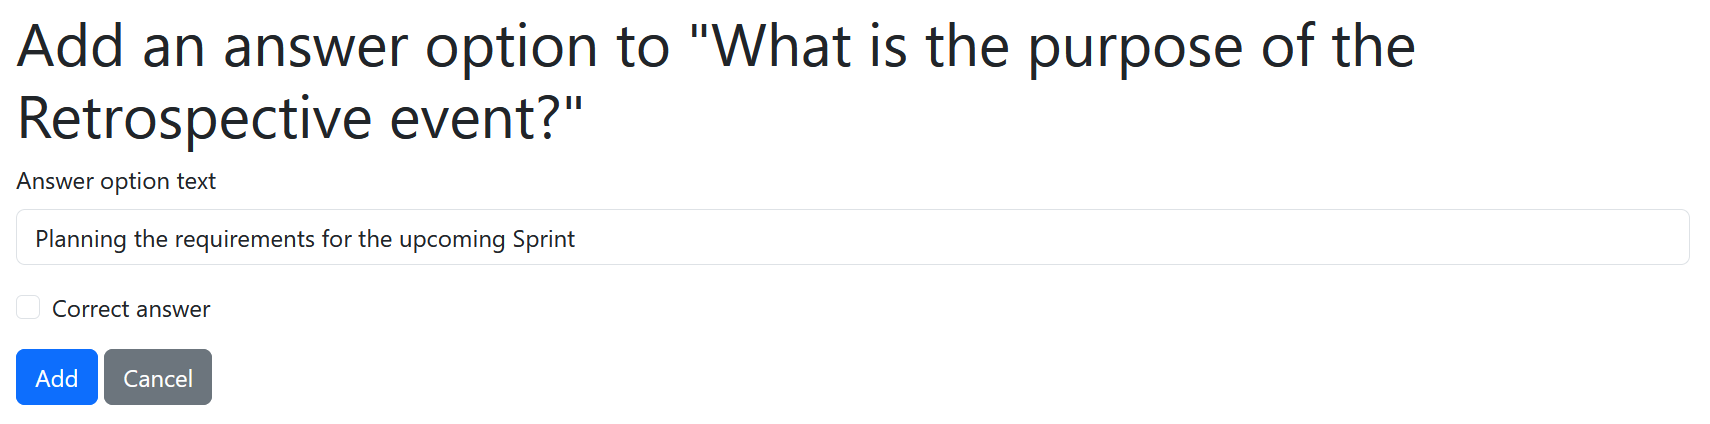 Add an answer option to "What is the purpose of the
Retrospective event?"
Answer option text
Planning the requirements for the upcoming Sprint
Correct answer
Add Cancel